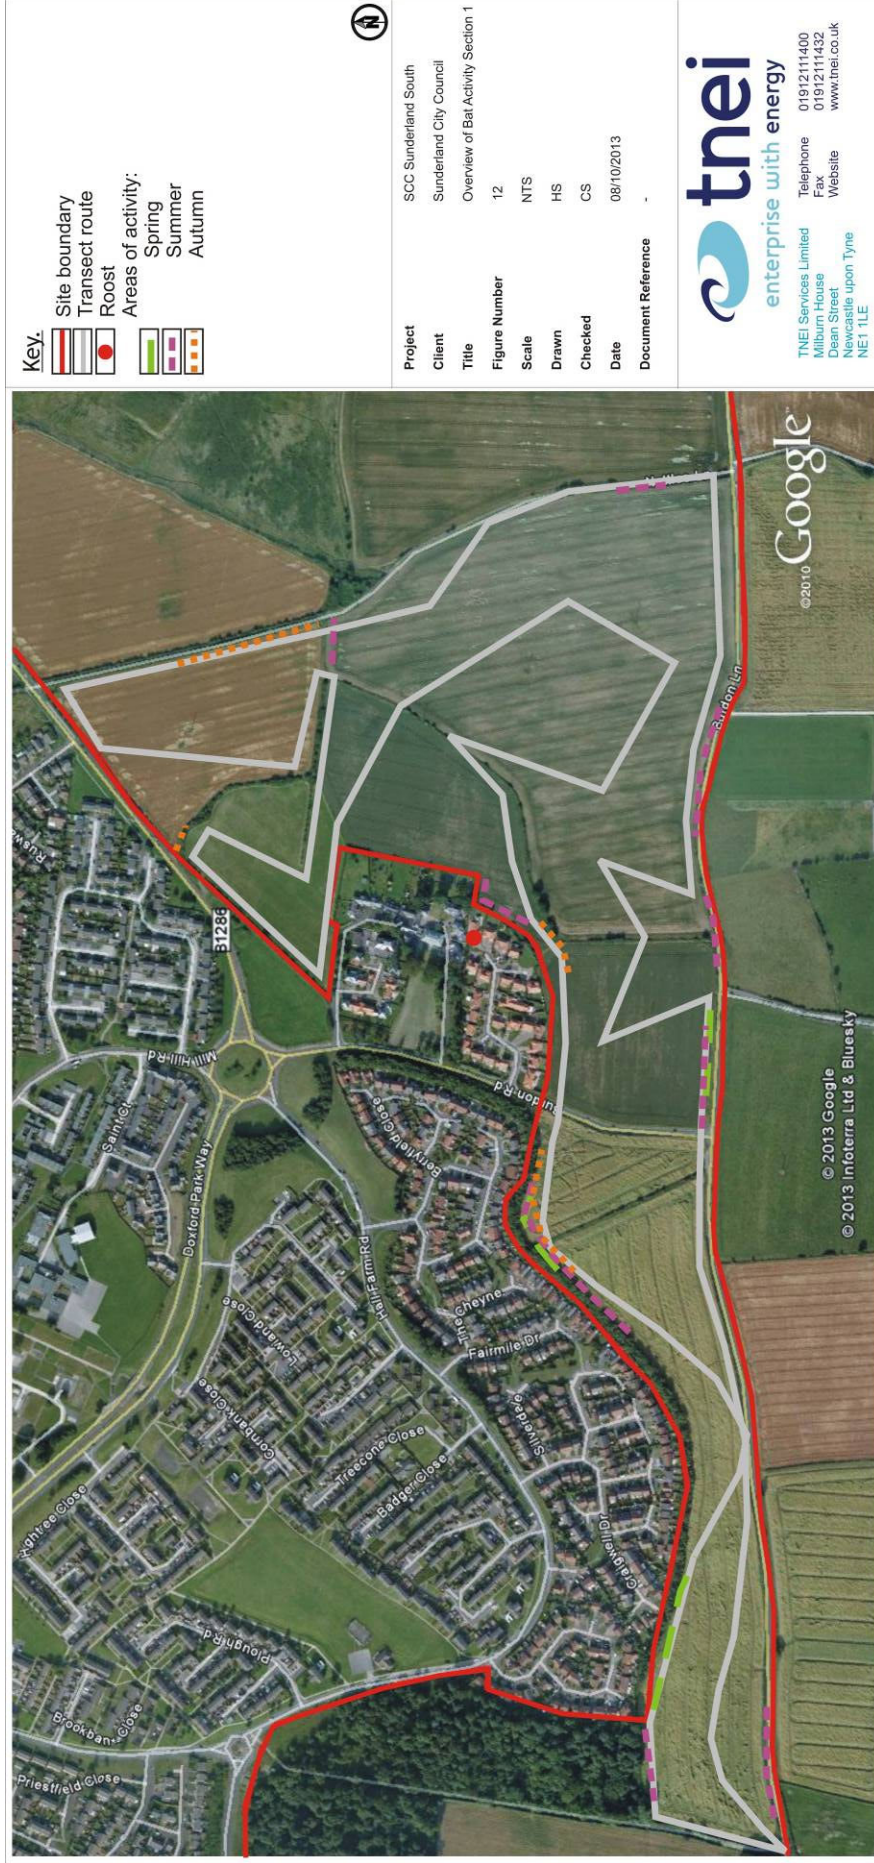 Key.
Site boundary
Transect route
Roost
Areas of activity:
Spring
Summer
Autumn
N
Project SCC Sunderland South
Client Sunderland City Council
Title Overview of Bat Activity Section 1
Figure Number 12
Scale NTS
Drawn HS
Checked CS
Date 08/10/2013
Document Reference -
tnei
enterprise with energy
TNEI Services Limited
Milburn House
Dean Street
Newcastle upon Tyne
NE1 1LE
Telephone 01912111400
Fax 01912111432
Website www.tnei.co.uk
Priestfield Close
Brookbank Close
Plough Rd
Doxford Park Way
Saint Ct
Mill Hill Rd
B1286
Cornbank Close
Lowland Close
Treecone Close
Badger Close
Hall Farm Rd
Berryfield Close
The Cheyne
Fairmile Dr
Silverdale
Craigwell Dr
Burdon Rd
Burdon Ln
©2010 Google
© 2013 Google
© 2013 Infoterra Ltd & Bluesky